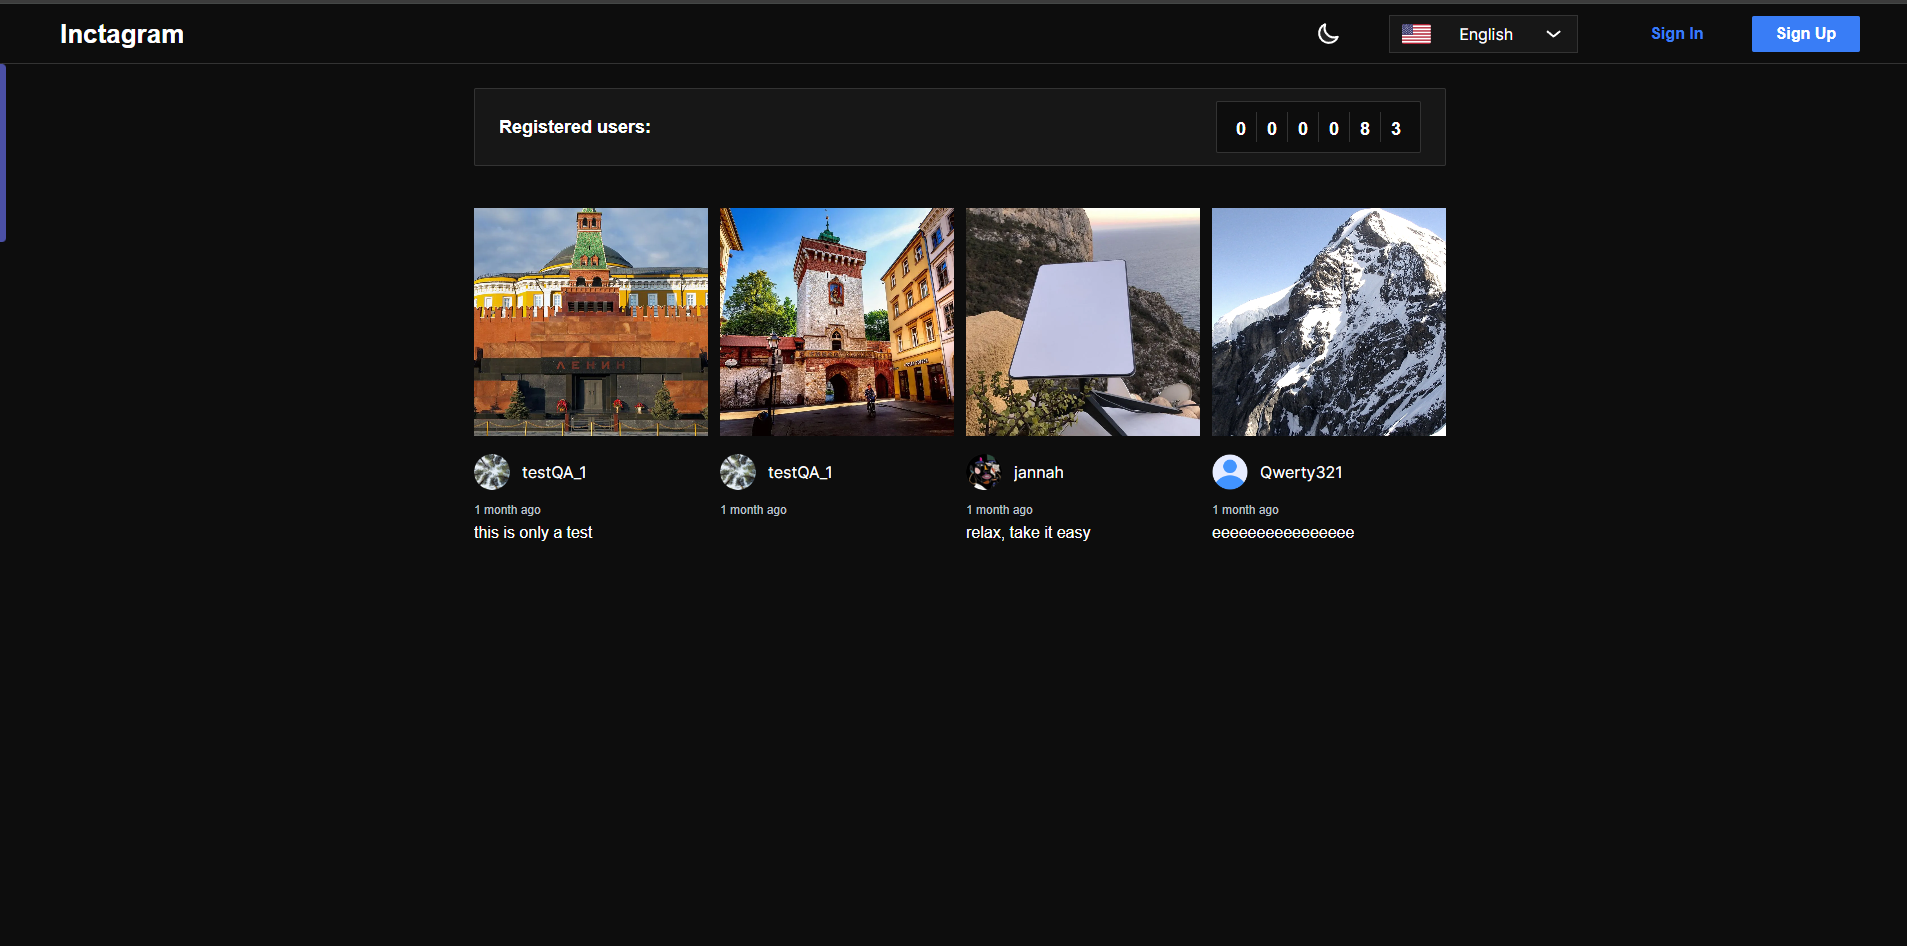 Inctagram
English
Sign In
Sign Up
Registered users:
0 0 0 0 8 3
ЛЕНИН
testQA_1
1 month ago
this is only a test
testQA_1
1 month ago
jannah
1 month ago
relax, take it easy
Qwerty321
1 month ago
eeeeeeeeeeeeeeee